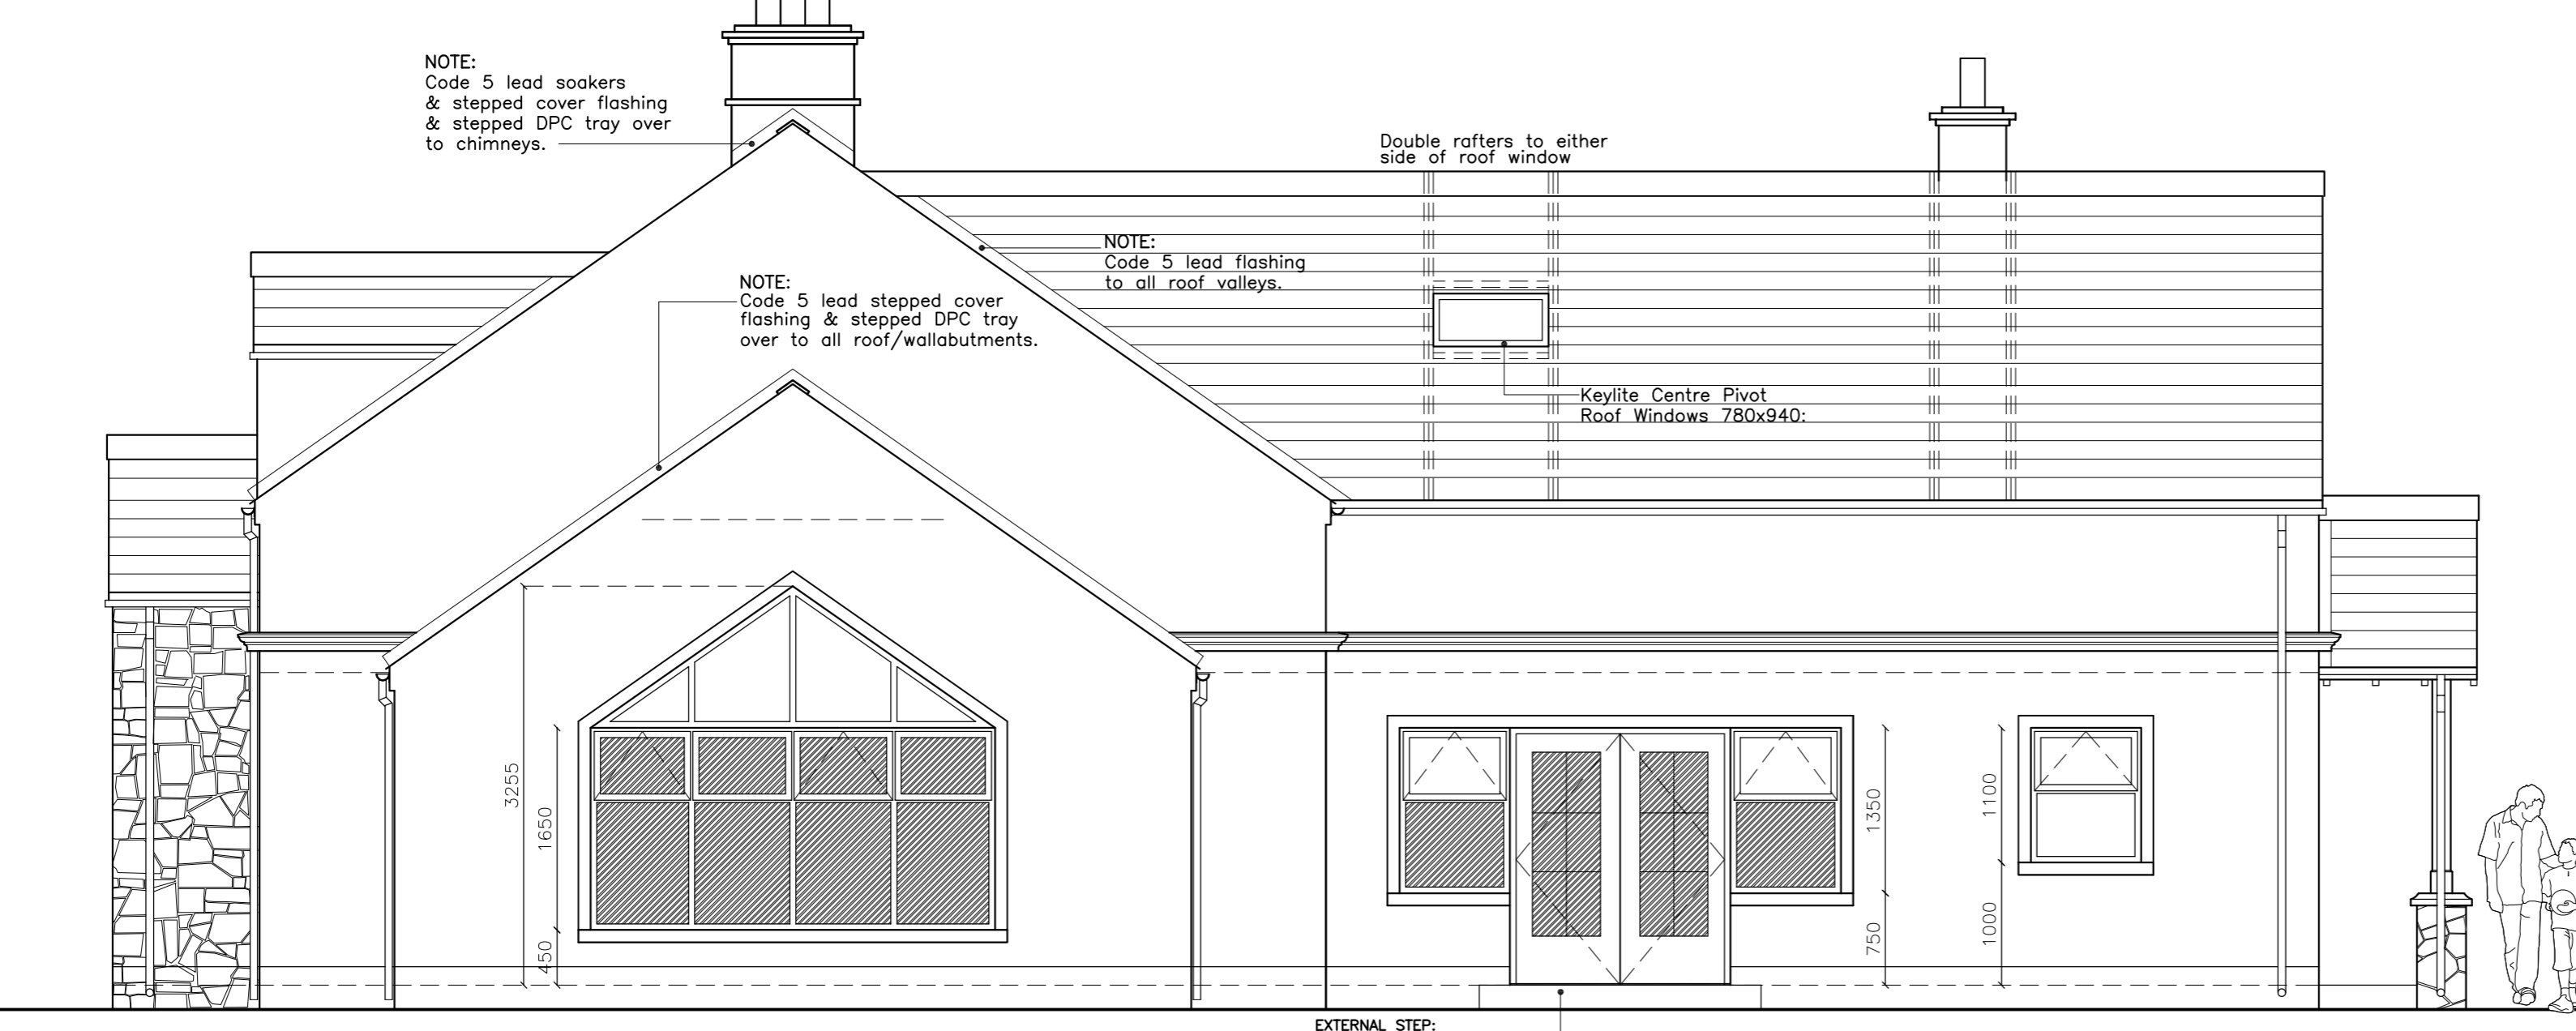 NOTE:
Code 5 lead soakers
& stepped cover flashing
& stepped DPC tray over
to chimneys.
Double rafters to either
side of roof window
NOTE:
Code 5 lead flashing
to all roof valleys.
NOTE:
Code 5 lead stepped cover
flashing & stepped DPC tray
over to all roof/wallabutments.
Keylite Centre Pivot
Roof Windows 780x940:
3255
1650
450
1350
750
1100
1000
EXTERNAL STEP: